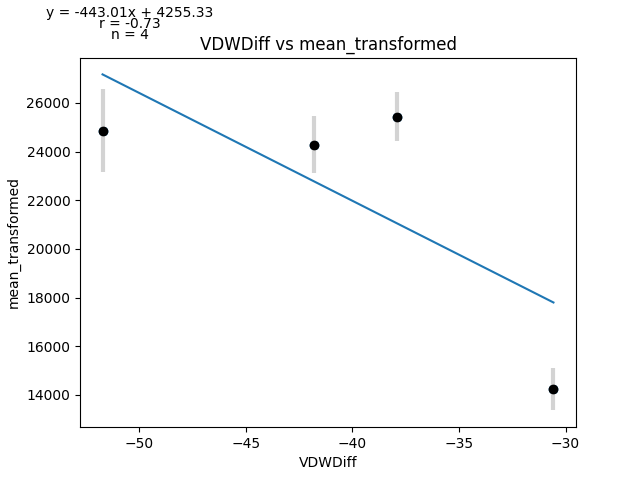 y = -443.01x + 4255.33
r = -0.73
n = 4
VDWDiff vs mean_transformed
26000
24000
22000
20000
18000
16000
14000
mean_transformed
−50
−45
−40
−35
−30
VDWDiff